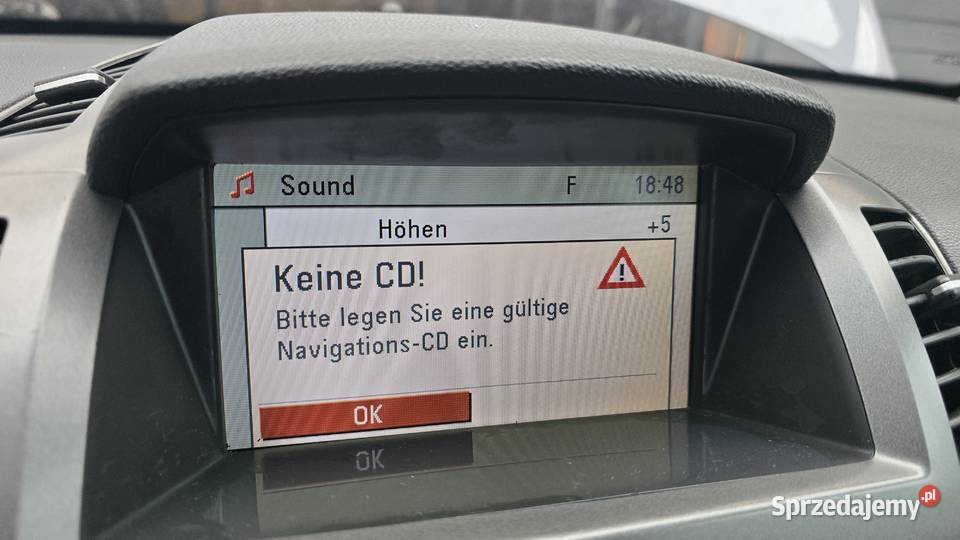 Sound F 18:48
Höhen +5
Keine CD!
Bitte legen Sie eine gültige
Navigations-CD ein.
OK
OK
Sprzedajemy.pl